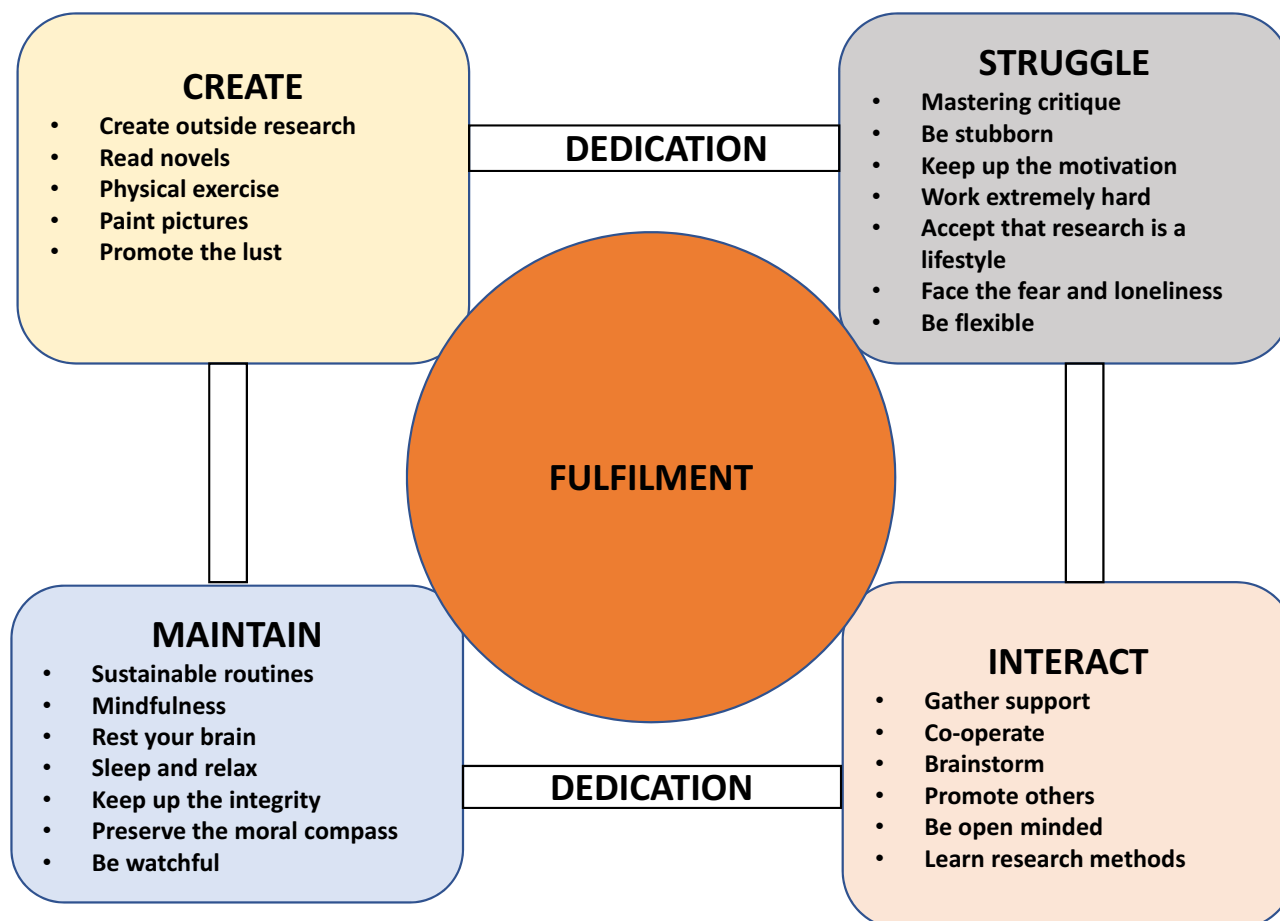 CREATE
• Create outside research
• Read novels
• Physical exercise
• Paint pictures
• Promote the lust
DEDICATION
STRUGGLE
• Mastering critique
• Be stubborn
• Keep up the motivation
• Work extremely hard
• Accept that research is a
lifestyle
• Face the fear and loneliness
• Be flexible
FULFILMENT
MAINTAIN
• Sustainable routines
• Mindfulness
• Rest your brain
• Sleep and relax
• Keep up the integrity
• Preserve the moral compass
• Be watchful
DEDICATION
INTERACT
• Gather support
• Co-operate
• Brainstorm
• Promote others
• Be open minded
• Learn research methods